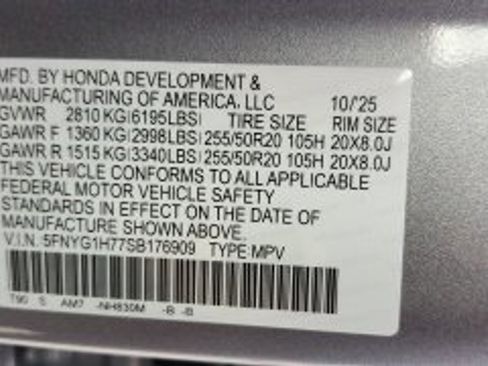 MFD. BY HONDA DEVELOPMENT &
MANUFACTURING OF AMERICA, LLC 10/'25
GVWR 2810 KG(6195LBS) TIRE SIZE RIM SIZE
GAWR F 1360 KG(2998LBS) 255/50R20 105H 20X8.0J
GAWR R 1515 KG(3340LBS) 255/50R20 105H 20X8.0J
THIS VEHICLE CONFORMS TO ALL APPLICABLE
FEDERAL MOTOR VEHICLE SAFETY
STANDARDS IN EFFECT ON THE DATE OF
MANUFACTURE SHOWN ABOVE.
V.I.N. 5FNYG1H77SB176909 TYPE:MPV
T90 S AM7 -NH830M -B -B